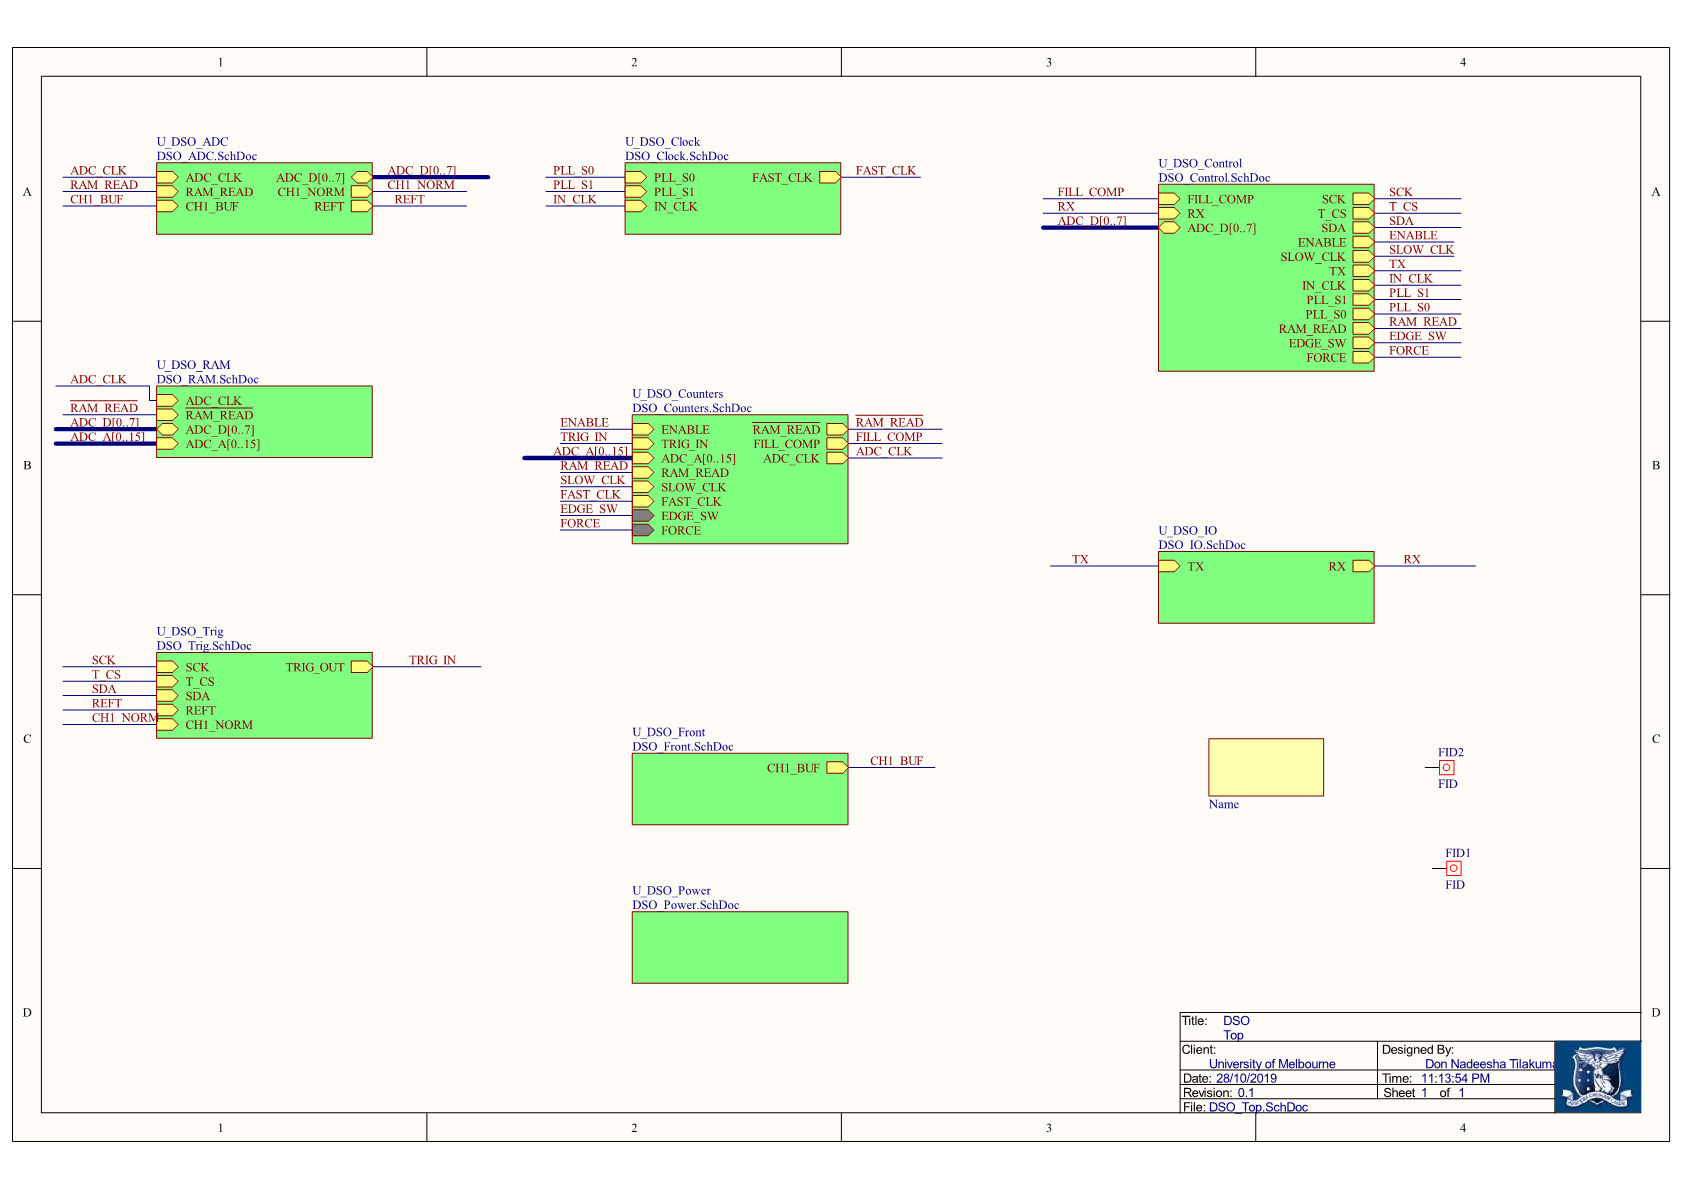 1 2 3 4
A
A
B
B
C
C
D
D
U_DSO_ADC
DSO_ADC.SchDoc
ADC_CLK
RAM_READ
CH1_BUF
ADC_CLK
RAM_READ
CH1_BUF
ADC_D[0..7]
CH1_NORM
REFT
ADC_D[0..7]
CH1_NORM
REFT
U_DSO_Clock
DSO_Clock.SchDoc
PLL_S0
PLL_S1
IN_CLK
PLL_S0
PLL_S1
IN_CLK
FAST_CLK
FAST_CLK
U_DSO_Control
DSO_Control.SchDoc
FILL_COMP
RX
ADC_D[0..7]
FILL_COMP
RX
ADC_D[0..7]
SCK
T_CS
SDA
ENABLE
SLOW_CLK
TX
IN_CLK
PLL_S1
PLL_S0
RAM_READ
EDGE_SW
FORCE
SCK
T_CS
SDA
ENABLE
SLOW_CLK
TX
IN_CLK
PLL_S1
PLL_S0
RAM_READ
EDGE_SW
FORCE
U_DSO_RAM
DSO_RAM.SchDoc
ADC_CLK
RAM_READ
ADC_D[0..7]
ADC_A[0..15]
ADC_CLK
RAM_READ
ADC_D[0..7]
ADC_A[0..15]
U_DSO_Counters
DSO_Counters.SchDoc
ENABLE
TRIG_IN
ADC_A[0..15]
RAM_READ
SLOW_CLK
FAST_CLK
EDGE_SW
FORCE
ENABLE
TRIG_IN
ADC_A[0..15]
RAM_READ
SLOW_CLK
FAST_CLK
EDGE_SW
FORCE
RAM_READ
FILL_COMP
ADC_CLK
RAM_READ
FILL_COMP
ADC_CLK
U_DSO_IO
DSO_IO.SchDoc
TX
TX
RX
RX
U_DSO_Trig
DSO_Trig.SchDoc
SCK
T_CS
SDA
REFT
CH1_NORM
SCK
T_CS
SDA
REFT
CH1_NORM
TRIG_OUT
TRIG_IN
U_DSO_Front
DSO_Front.SchDoc
CH1_BUF
CH1_BUF
Name
FID2
FID
FID1
FID
U_DSO_Power
DSO_Power.SchDoc
Title: DSO
Top
Client:
University of Melbourne
Designed By:
Don Nadeesha Tilakuma
Date: 28/10/2019
Time: 11:13:54 PM
Revision: 0.1
Sheet 1 of 1
File: DSO_Top.SchDoc
1 2 3 4